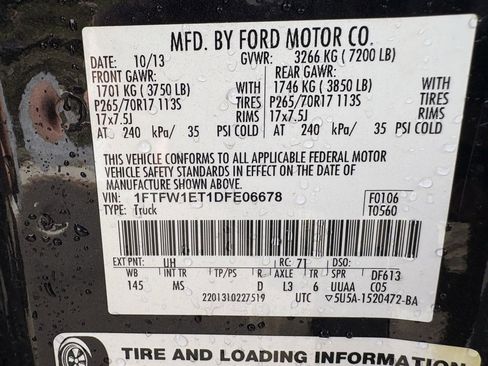 MFD. BY FORD MOTOR CO.
DATE: 10/13 GVWR: 3266 KG ( 7200 LB)
FRONT GAWR: REAR GAWR:
1701 KG ( 3750 LB) WITH 1746 KG ( 3850 LB) WITH
P265/70R17 113S TIRES P265/70R17 113S TIRES
17x7.5J RIMS 17x7.5J RIMS
AT 240 kPa/ 35 PSI COLD AT 240 kPa/ 35 PSI COLD
THIS VEHICLE CONFORMS TO ALL APPLICABLE FEDERAL MOTOR
VEHICLE SAFETY STANDARDS IN EFFECT ON THE DATE OF
VIN: 1FTFW1ET1DFE06678 F0106
TYPE: Truck T0560
EXT PNT: UH RC: 71 DSO:
WB INT TR TP/PS R AXLE TR SPR DF613
145 MS D L3 6 UUAA C05
2201310227519 UTC ▽5U5A-1520472-BA
TIRE AND LOADING INFORMATION